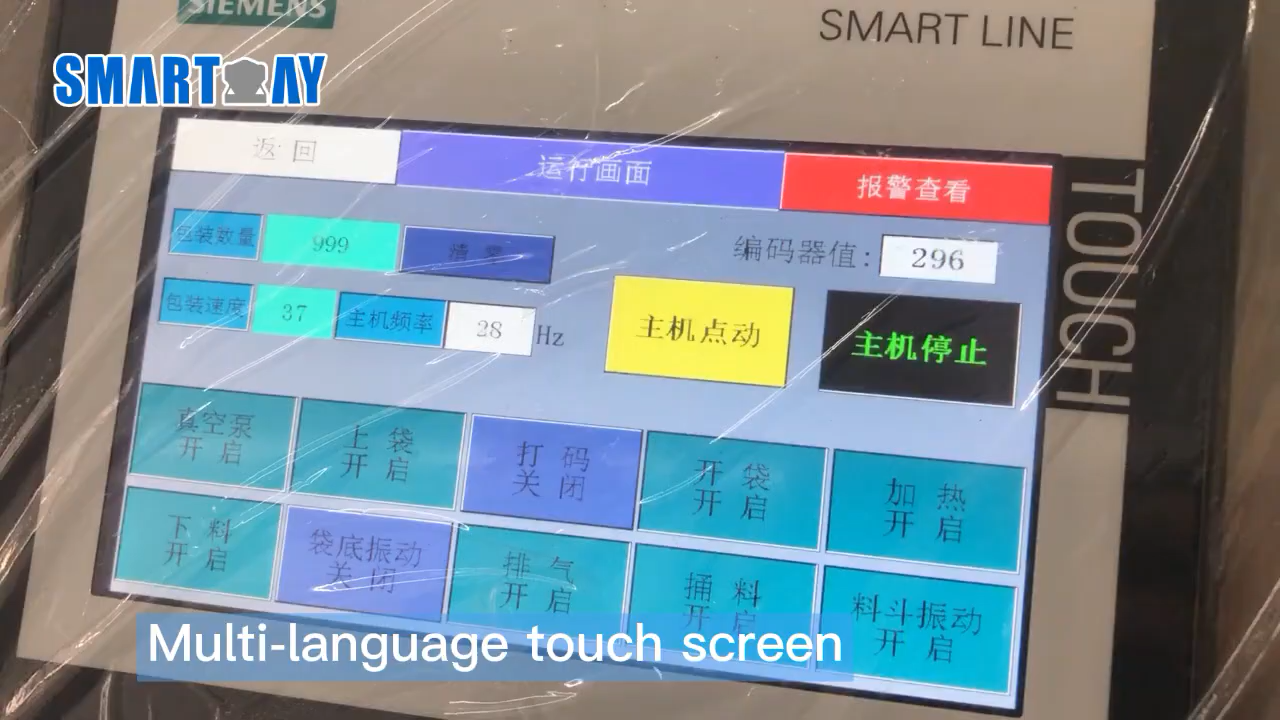 SIEMENS
SMART LINE
SMARTWAY
TOUCH
返回
运行画面
报警查看
包装数量
999
清零
编码器值:
296
包装速度
37
主机频率
28
Hz
主机点动
主机停止
真空泵
开启
上袋
开启
打码
关闭
开袋
开启
加热
开启
下料
开启
袋底振动
关闭
排气
开启
捅料
开启
料斗振动
开启
Multi-language touch screen